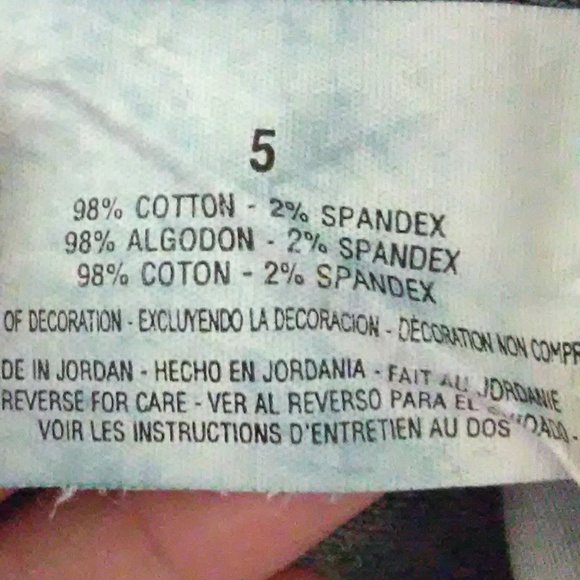 5
98% COTTON - 2% SPANDEX
98% ALGODON - 2% SPANDEX
98% COTON - 2% SPANDEX
OF DECORATION - EXCLUYENDO LA DECORACION - DÉCORATION NON COMPR
DE IN JORDAN - HECHO EN JORDANIA - FAIT AU JORDANIE
REVERSE FOR CARE - VER AL REVERSO PARA EL
VOIR LES INSTRUCTIONS D'ENTRETIEN AU DOS